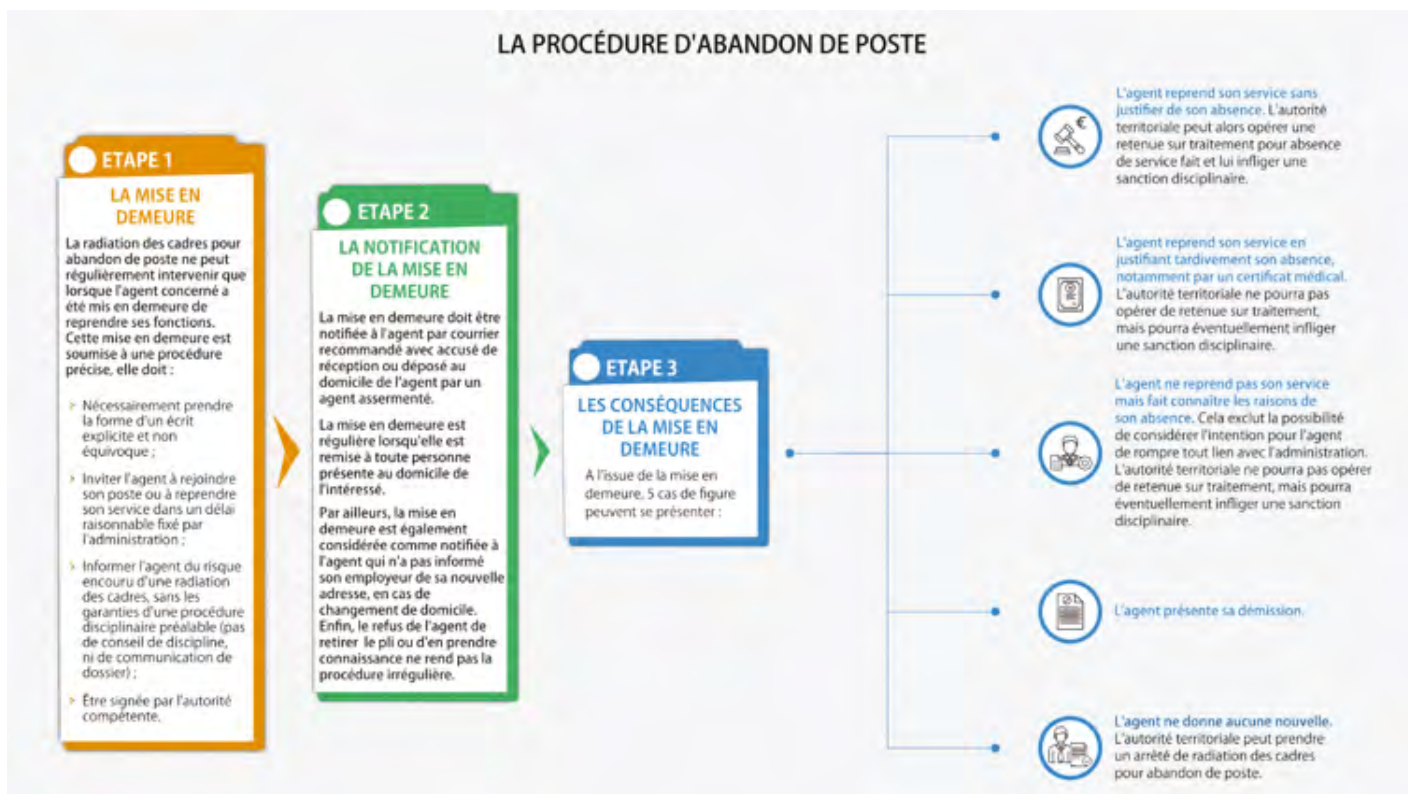 LA PROCÉDURE D'ABANDON DE POSTE
ETAPE 1
LA MISE EN
DEMEURE
La radiation des cadres pour
abandon de poste ne peut
régulièrement intervenir que
lorsque l'agent concerné a
été mis en demeure de
reprendre ses fonctions.
Cette mise en demeure est
soumise à une procédure
précise, elle doit :
Nécessairement prendre
la forme d'un écrit
explicite et non
équivoque ;
Inviter l'agent à rejoindre
son poste ou à reprendre
son service dans un délai
raisonnable fixé par
l'administration ;
Informer l'agent du risque
encouru d'une radiation
des cadres, sans les
garanties d'une procédure
disciplinaire préalable (pas
de conseil de discipline,
ni de communication de
dossier) ;
Être signée par l'autorité
compétente.
ETAPE 2
LA NOTIFICATION
DE LA MISE EN
DEMEURE
La mise en demeure doit être
notifiée à l'agent par courrier
recommandé avec accusé de
réception ou déposé au
domicile de l'agent par un
agent assermenté.
La mise en demeure est
régulière lorsqu'elle est
remise à toute personne
présente au domicile de
l'intéressé.
Par ailleurs, la mise en
demeure est également
considérée comme notifiée à
l'agent qui n'a pas informé
son employeur de sa nouvelle
adresse, en cas de
changement de domicile.
Enfin, le refus de l'agent de
retirer le pli ou d'en prendre
connaissance ne rend pas la
procédure irrégulière.
ETAPE 3
LES CONSÉQUENCES
DE LA MISE EN
DEMEURE
A l'issue de la mise en
demeure, 5 cas de figure
peuvent se présenter :
L'agent reprend son service sans
justifier de son absence. L'autorité
territoriale peut alors opérer une
retenue sur traitement pour absence
de service fait et lui infliger une
sanction disciplinaire.
L'agent reprend son service en
justifiant tardivement son absence,
notamment par un certificat médical.
L'autorité territoriale ne pourra pas
opérer de retenue sur traitement,
mais pourra éventuellement infliger
une sanction disciplinaire.
L'agent ne reprend pas son service
mais fait connaître les raisons de
son absence. Cela exclut la possibilité
de considérer l'intention pour l'agent
de rompre tout lien avec l'administration.
L'autorité territoriale ne pourra pas opérer
de retenue sur traitement, mais pourra
éventuellement infliger une sanction
disciplinaire.
L'agent présente sa démission.
L'agent ne donne aucune nouvelle.
L'autorité territoriale peut prendre
un arrêté de radiation des cadres
pour abandon de poste.